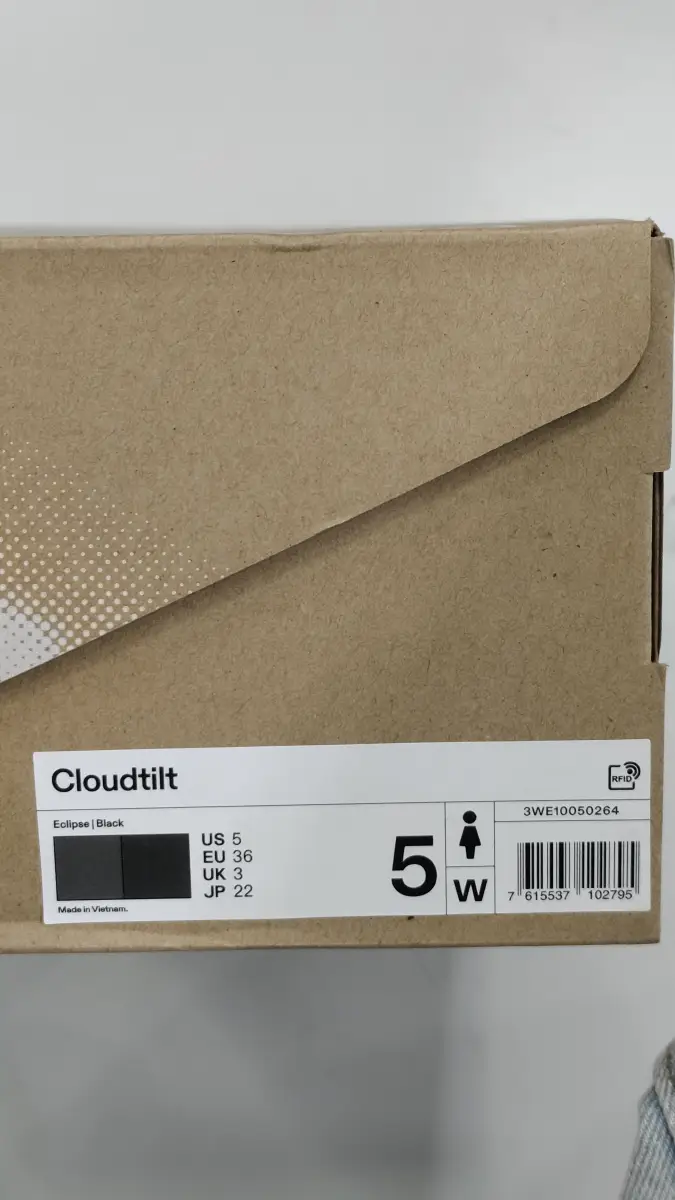 Cloudtilt
RFID
Eclipse | Black
US 5
EU 36
UK 3
JP 22
Made in Vietnam.
5
W
3WE10050264
7 615537 102795